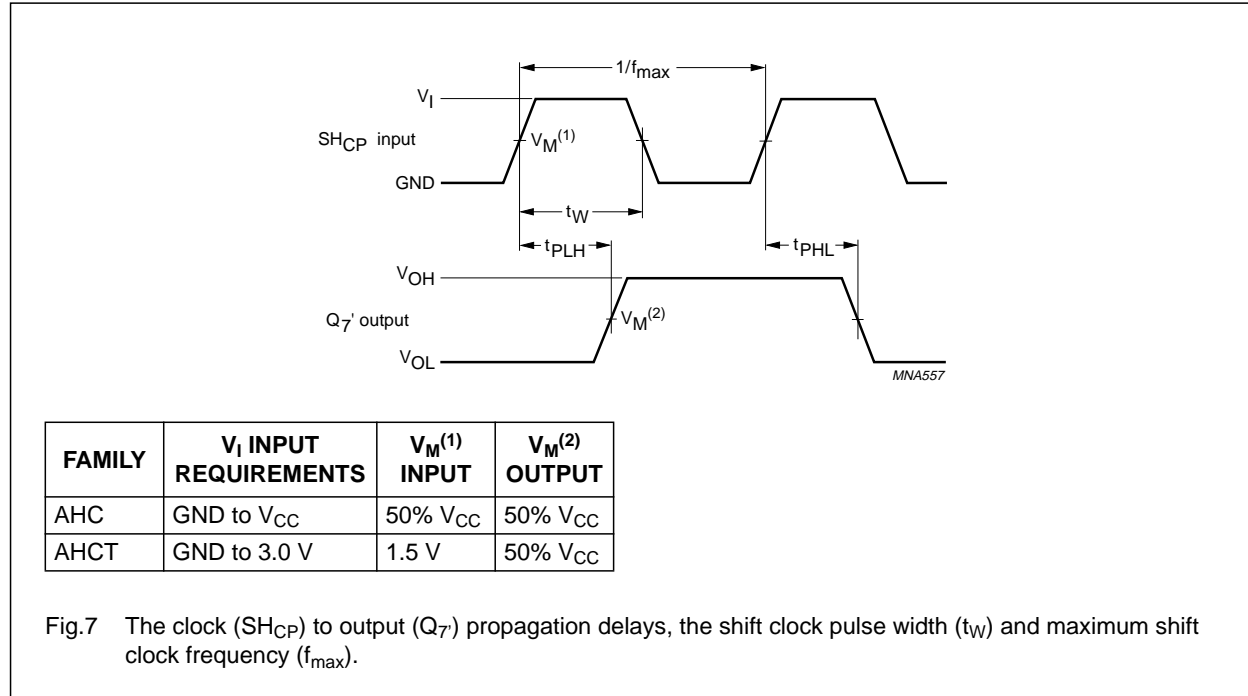 1/fmax
VI
SHCP input
VM(1)
GND
tW
tPLH
tPHL
VOH
Q7' output
VM(2)
VOL
MNA557
FAMILY VI INPUT REQUIREMENTS VM(1) INPUT VM(2) OUTPUT
AHC GND to VCC 50% VCC 50% VCC
AHCT GND to 3.0 V 1.5 V 50% VCC
Fig.7 The clock (SHCP) to output (Q7') propagation delays, the shift clock pulse width (tW) and maximum shift
clock frequency (fmax).